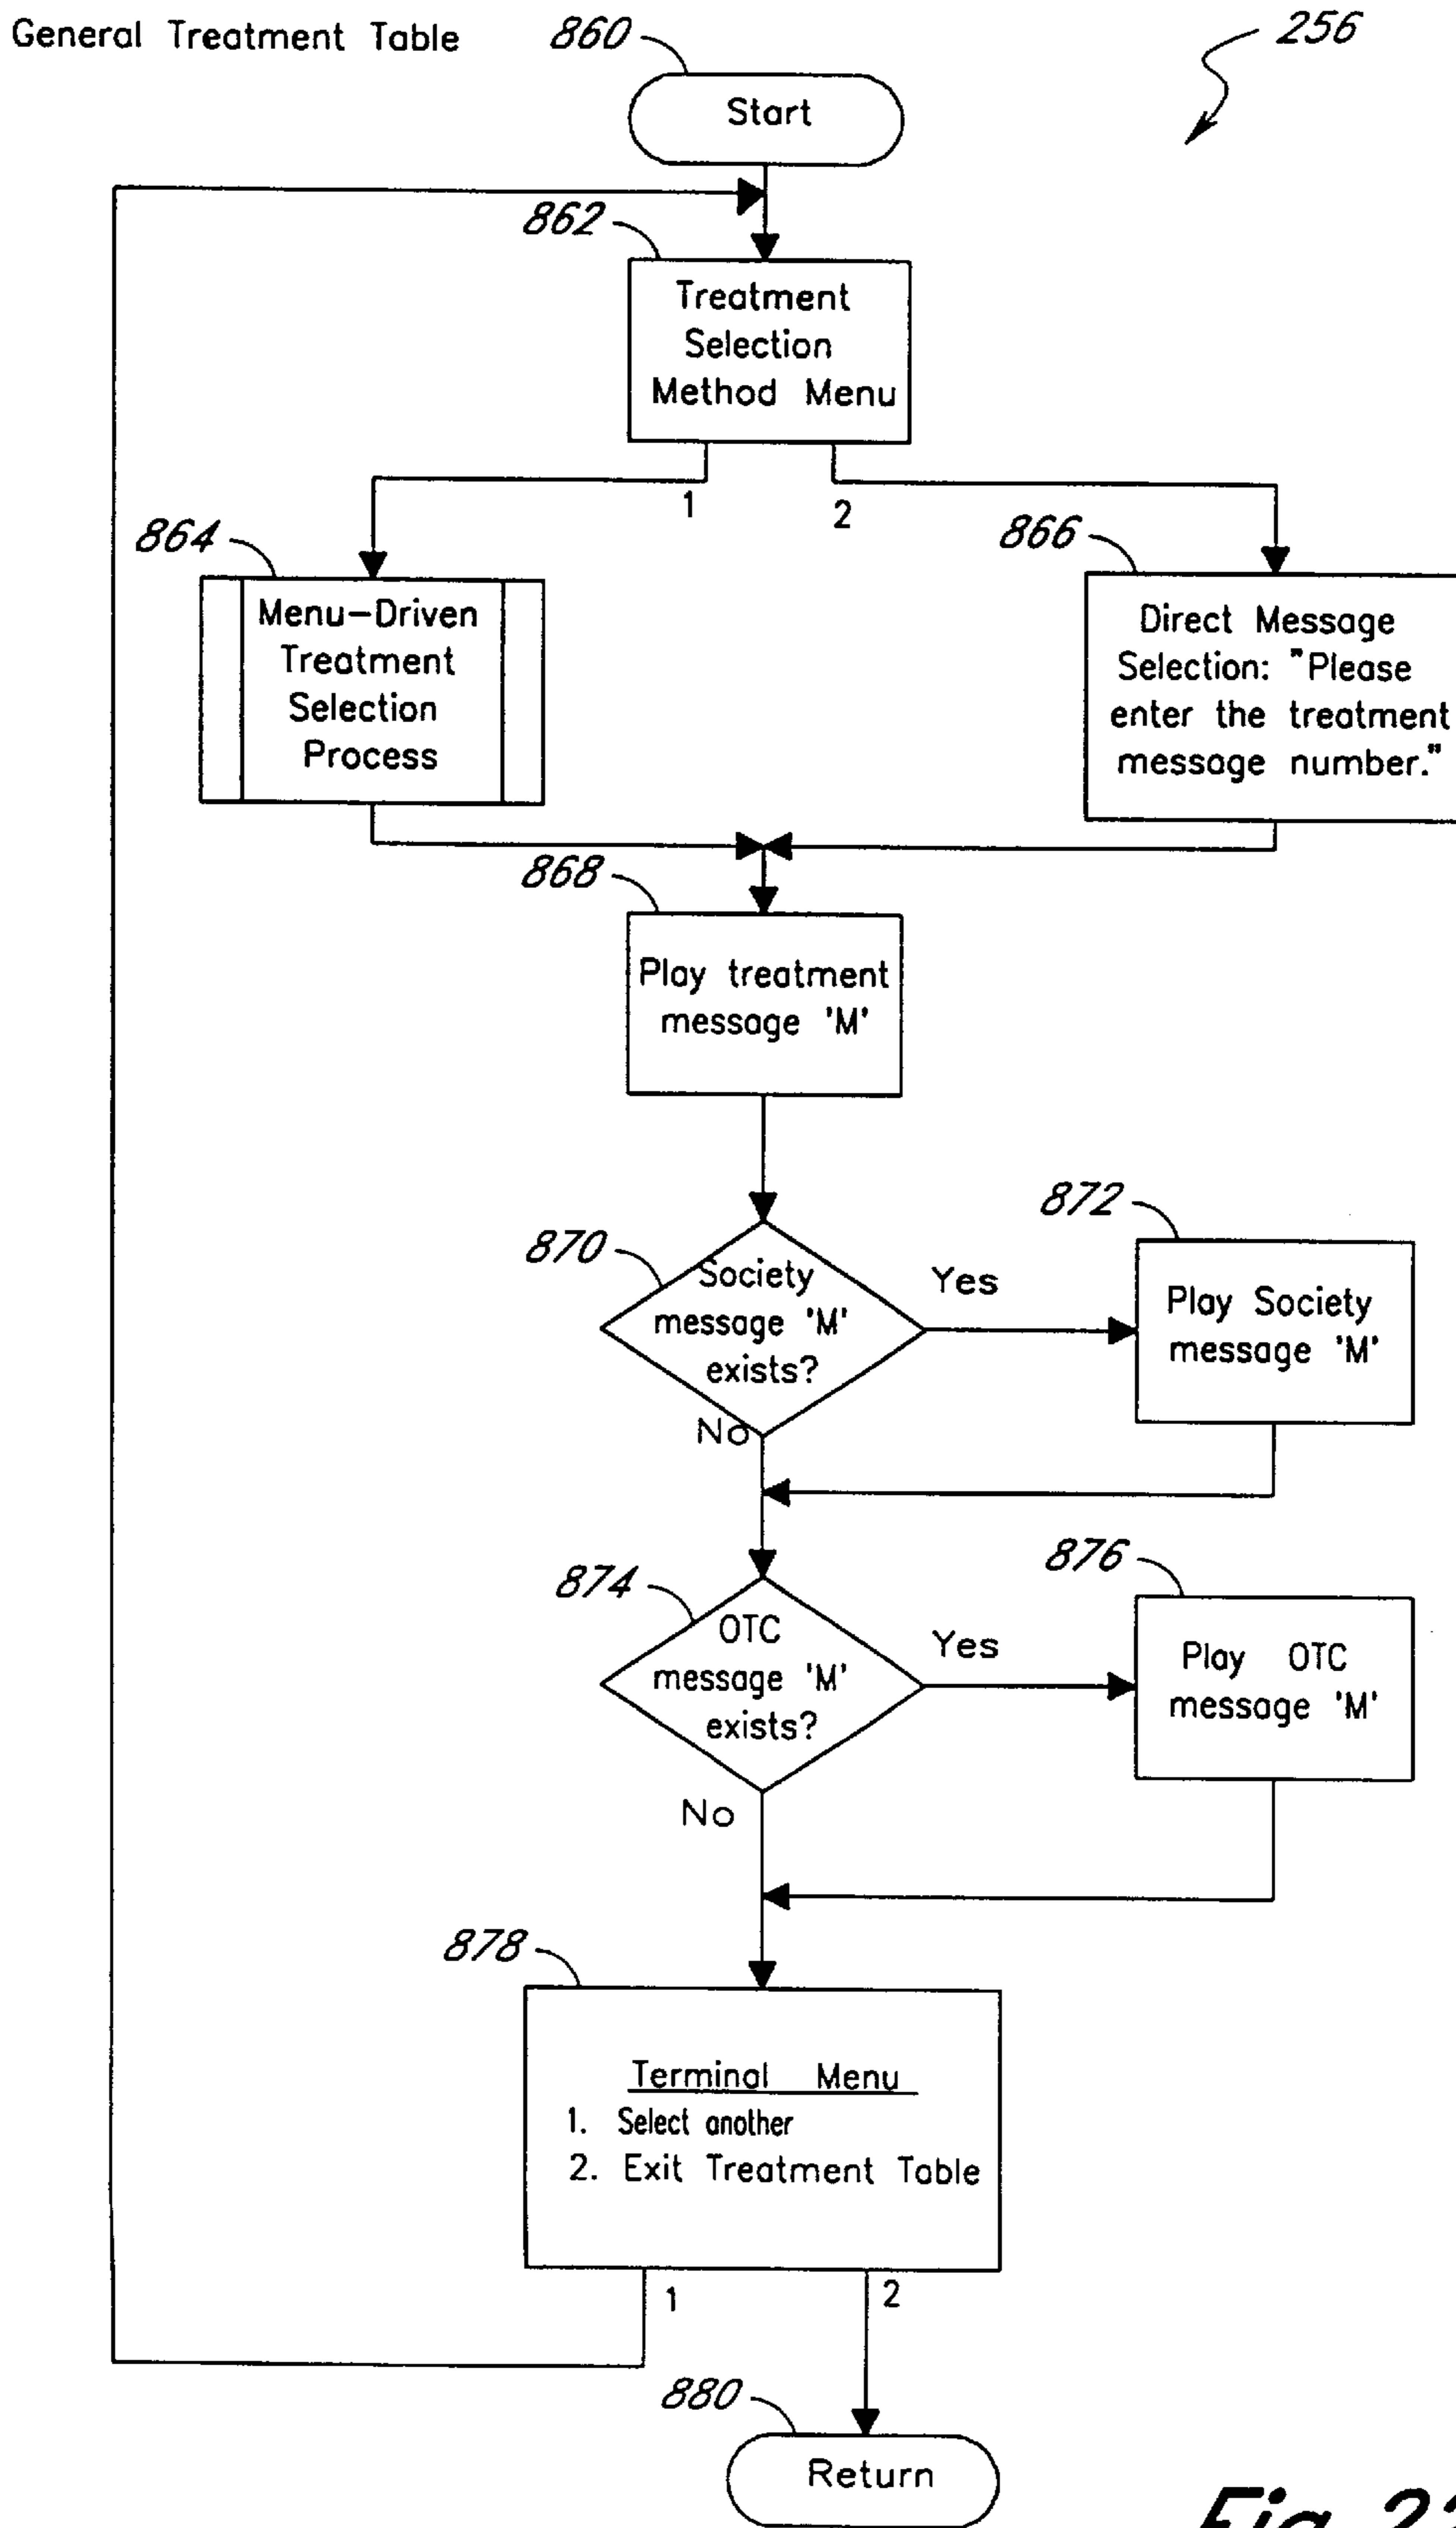 General Treatment Table
860
256
Start
862
Treatment
Selection
Method Menu
1
2
864
866
Menu-Driven
Treatment
Selection
Process
Direct Message
Selection: "Please
enter the treatment
message number."
868
Play treatment
message 'M'
870
Society
message 'M'
exists?
Yes
No
872
Play Society
message 'M'
874
OTC
message 'M'
exists?
Yes
No
876
Play OTC
message 'M'
878
Terminal Menu
1. Select another
2. Exit Treatment Table
1
2
880
Return
Fig.